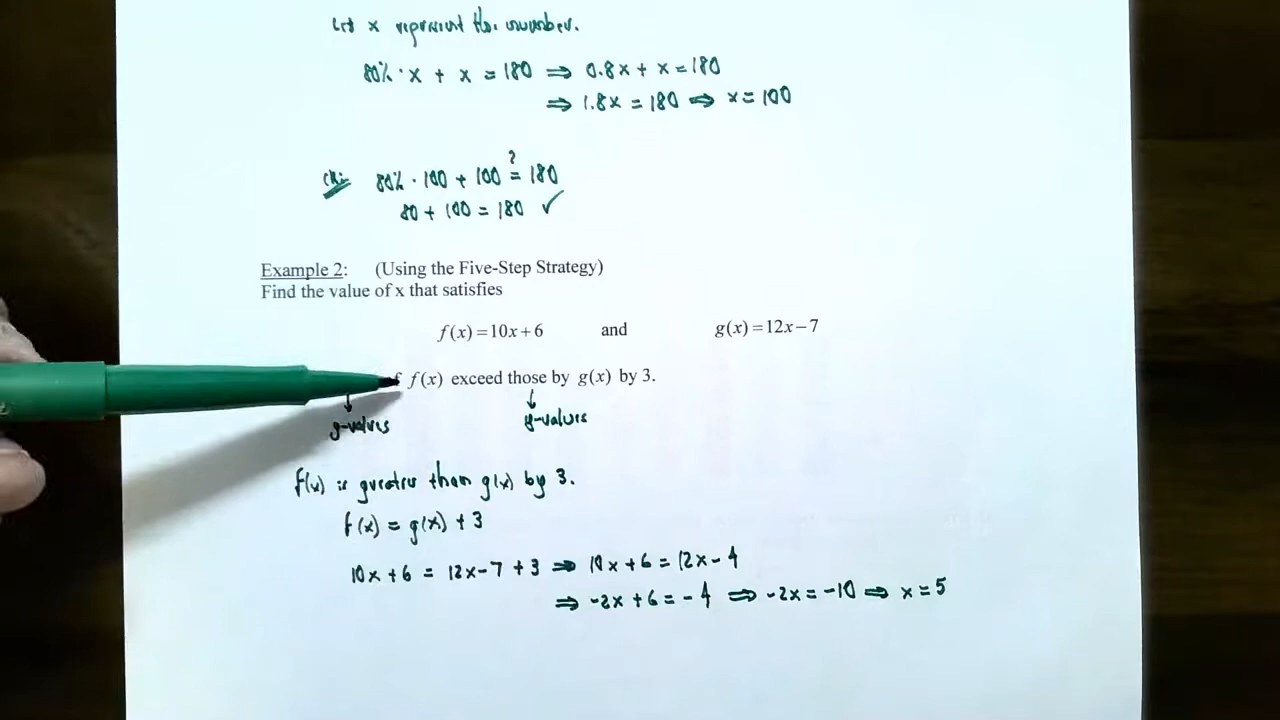 Let x represent the number.
80% · x + x = 180 ⇒ 0.8x + x = 180
⇒ 1.8x = 180 ⇒ x = 100
?
Ck: 80% · 100 + 100 = 180
80 + 100 = 180 ✓
Example 2: (Using the Five-Step Strategy)
Find the value of x that satisfies
f(x)=10x+6 and g(x)=12x−7
f(x) exceed those by g(x) by 3.
↓ ↓
y-values y-values
f(x) is greater than g(x) by 3.
f(x) = g(x) + 3
10x + 6 = 12x - 7 + 3 ⇒ 10x + 6 = 12x - 4
⇒ -2x + 6 = -4 ⇒ -2x = -10 ⇒ x = 5